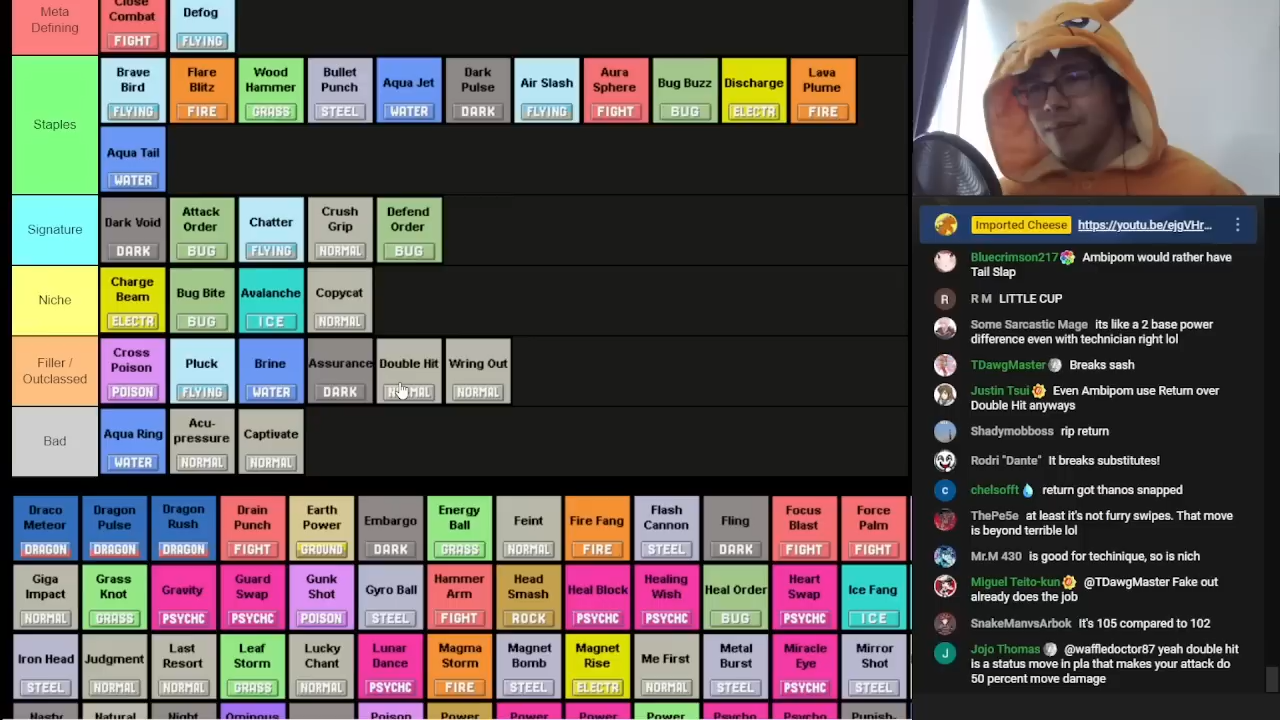 Meta
Defining
Close
Combat
FIGHT
Defog
FLYING
Staples
Brave
Bird
FLYING
Flare
Blitz
FIRE
Wood
Hammer
GRASS
Bullet
Punch
STEEL
Aqua Jet
WATER
Dark
Pulse
DARK
Air Slash
FLYING
Aura
Sphere
FIGHT
Bug Buzz
BUG
Discharge
ELECTR
Lava
Plume
FIRE
Aqua Tail
WATER
Signature
Dark Void
DARK
Attack
Order
BUG
Chatter
FLYING
Crush
Grip
NORMAL
Defend
Order
BUG
Niche
Charge
Beam
ELECTR
Bug Bite
BUG
Avalanche
ICE
Copycat
NORMAL
Filler /
Outclassed
Cross
Poison
POISON
Pluck
FLYING
Brine
WATER
Assurance
DARK
Double Hit
NORMAL
Wring Out
NORMAL
Bad
Aqua Ring
WATER
Acu-
pressure
NORMAL
Captivate
NORMAL
Draco
Meteor
DRAGON
Dragon
Pulse
DRAGON
Dragon
Rush
DRAGON
Drain
Punch
FIGHT
Earth
Power
GROUND
Embargo
DARK
Energy
Ball
GRASS
Feint
NORMAL
Fire Fang
FIRE
Flash
Cannon
STEEL
Fling
DARK
Focus
Blast
FIGHT
Force
Palm
FIGHT
Giga
Impact
NORMAL
Grass
Knot
GRASS
Gravity
PSYCHC
Guard
Swap
PSYCHC
Gunk
Shot
POISON
Gyro Ball
STEEL
Hammer
Arm
FIGHT
Head
Smash
ROCK
Heal Block
PSYCHC
Healing
Wish
PSYCHC
Heal Order
BUG
Heart
Swap
PSYCHC
Ice Fang
ICE
Iron Head
STEEL
Judgment
NORMAL
Last
Resort
NORMAL
Leaf
Storm
GRASS
Lucky
Chant
NORMAL
Lunar
Dance
PSYCHC
Magma
Storm
FIRE
Magnet
Bomb
STEEL
Magnet
Rise
ELECTR
Me First
NORMAL
Metal
Burst
STEEL
Miracle
Eye
PSYCHC
Mirror
Shot
STEEL
Nasty
Natural
Night
Ominous
Poison
Power
Power
Power
Psycho
Psycho
Punish-
Imported Cheese https://youtu.be/ejgVHr...
Bluecrimson217 Ambipom would rather have
Tail Slap
R M LITTLE CUP
Some Sarcastic Mage its like a 2 base power
difference even with technician right lol
TDawgMaster Breaks sash
Justin Tsui Even Ambipom use Return over
Double Hit anyways
Shadymobboss rip return
Rodri "Dante" It breaks substitutes!
chelsofft return got thanos snapped
ThePe5e at least it's not furry swipes. That move
is beyond terrible lol
Mr.M 430 is good for techinique, so is nich
Miguel Teito-kun @TDawgMaster Fake out
already does the job
SnakeManvsArbok It's 105 compared to 102
Jojo Thomas @waffledoctor87 yeah double hit
is a status move in pla that makes your attack do
50 percent move damage